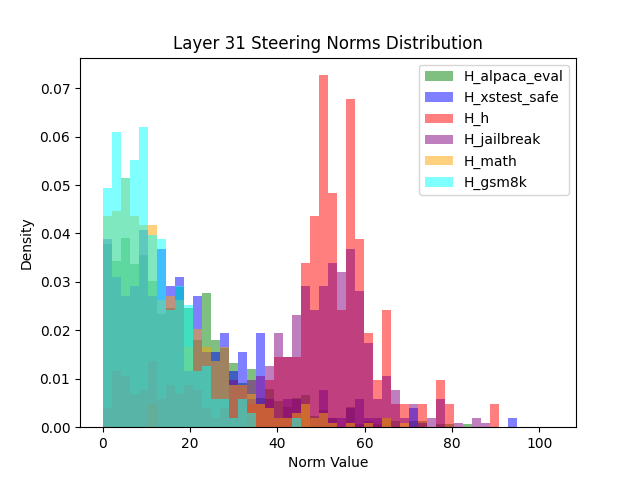 Layer 31 Steering Norms Distribution
H_alpaca_eval
H_xstest_safe
H_h
H_jailbreak
H_math
H_gsm8k
Density
0.07
0.06
0.05
0.04
0.03
0.02
0.01
0.00
0 20 40 60 80 100
Norm Value